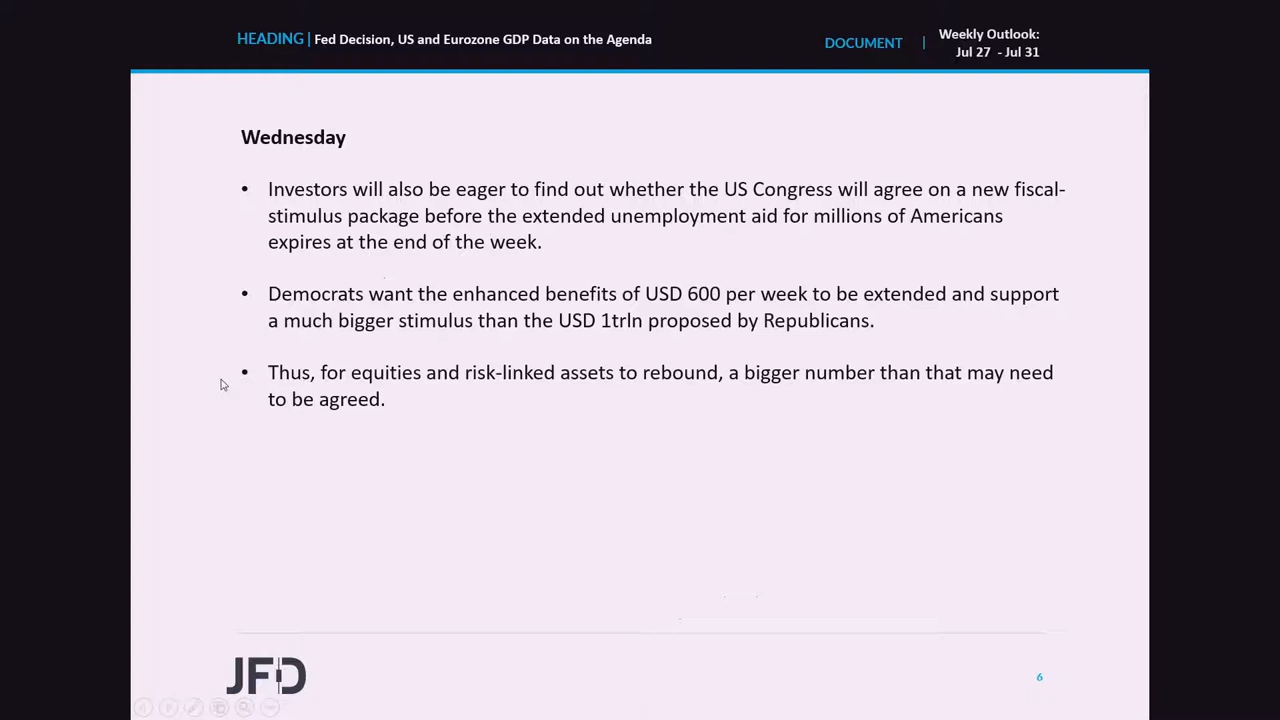 HEADING | Fed Decision, US and Eurozone GDP Data on the Agenda
DOCUMENT | Weekly Outlook:
Jul 27 - Jul 31
Wednesday
• Investors will also be eager to find out whether the US Congress will agree on a new fiscal-
stimulus package before the extended unemployment aid for millions of Americans
expires at the end of the week.
• Democrats want the enhanced benefits of USD 600 per week to be extended and support
a much bigger stimulus than the USD 1trln proposed by Republicans.
• Thus, for equities and risk-linked assets to rebound, a bigger number than that may need
to be agreed.
JFD
6